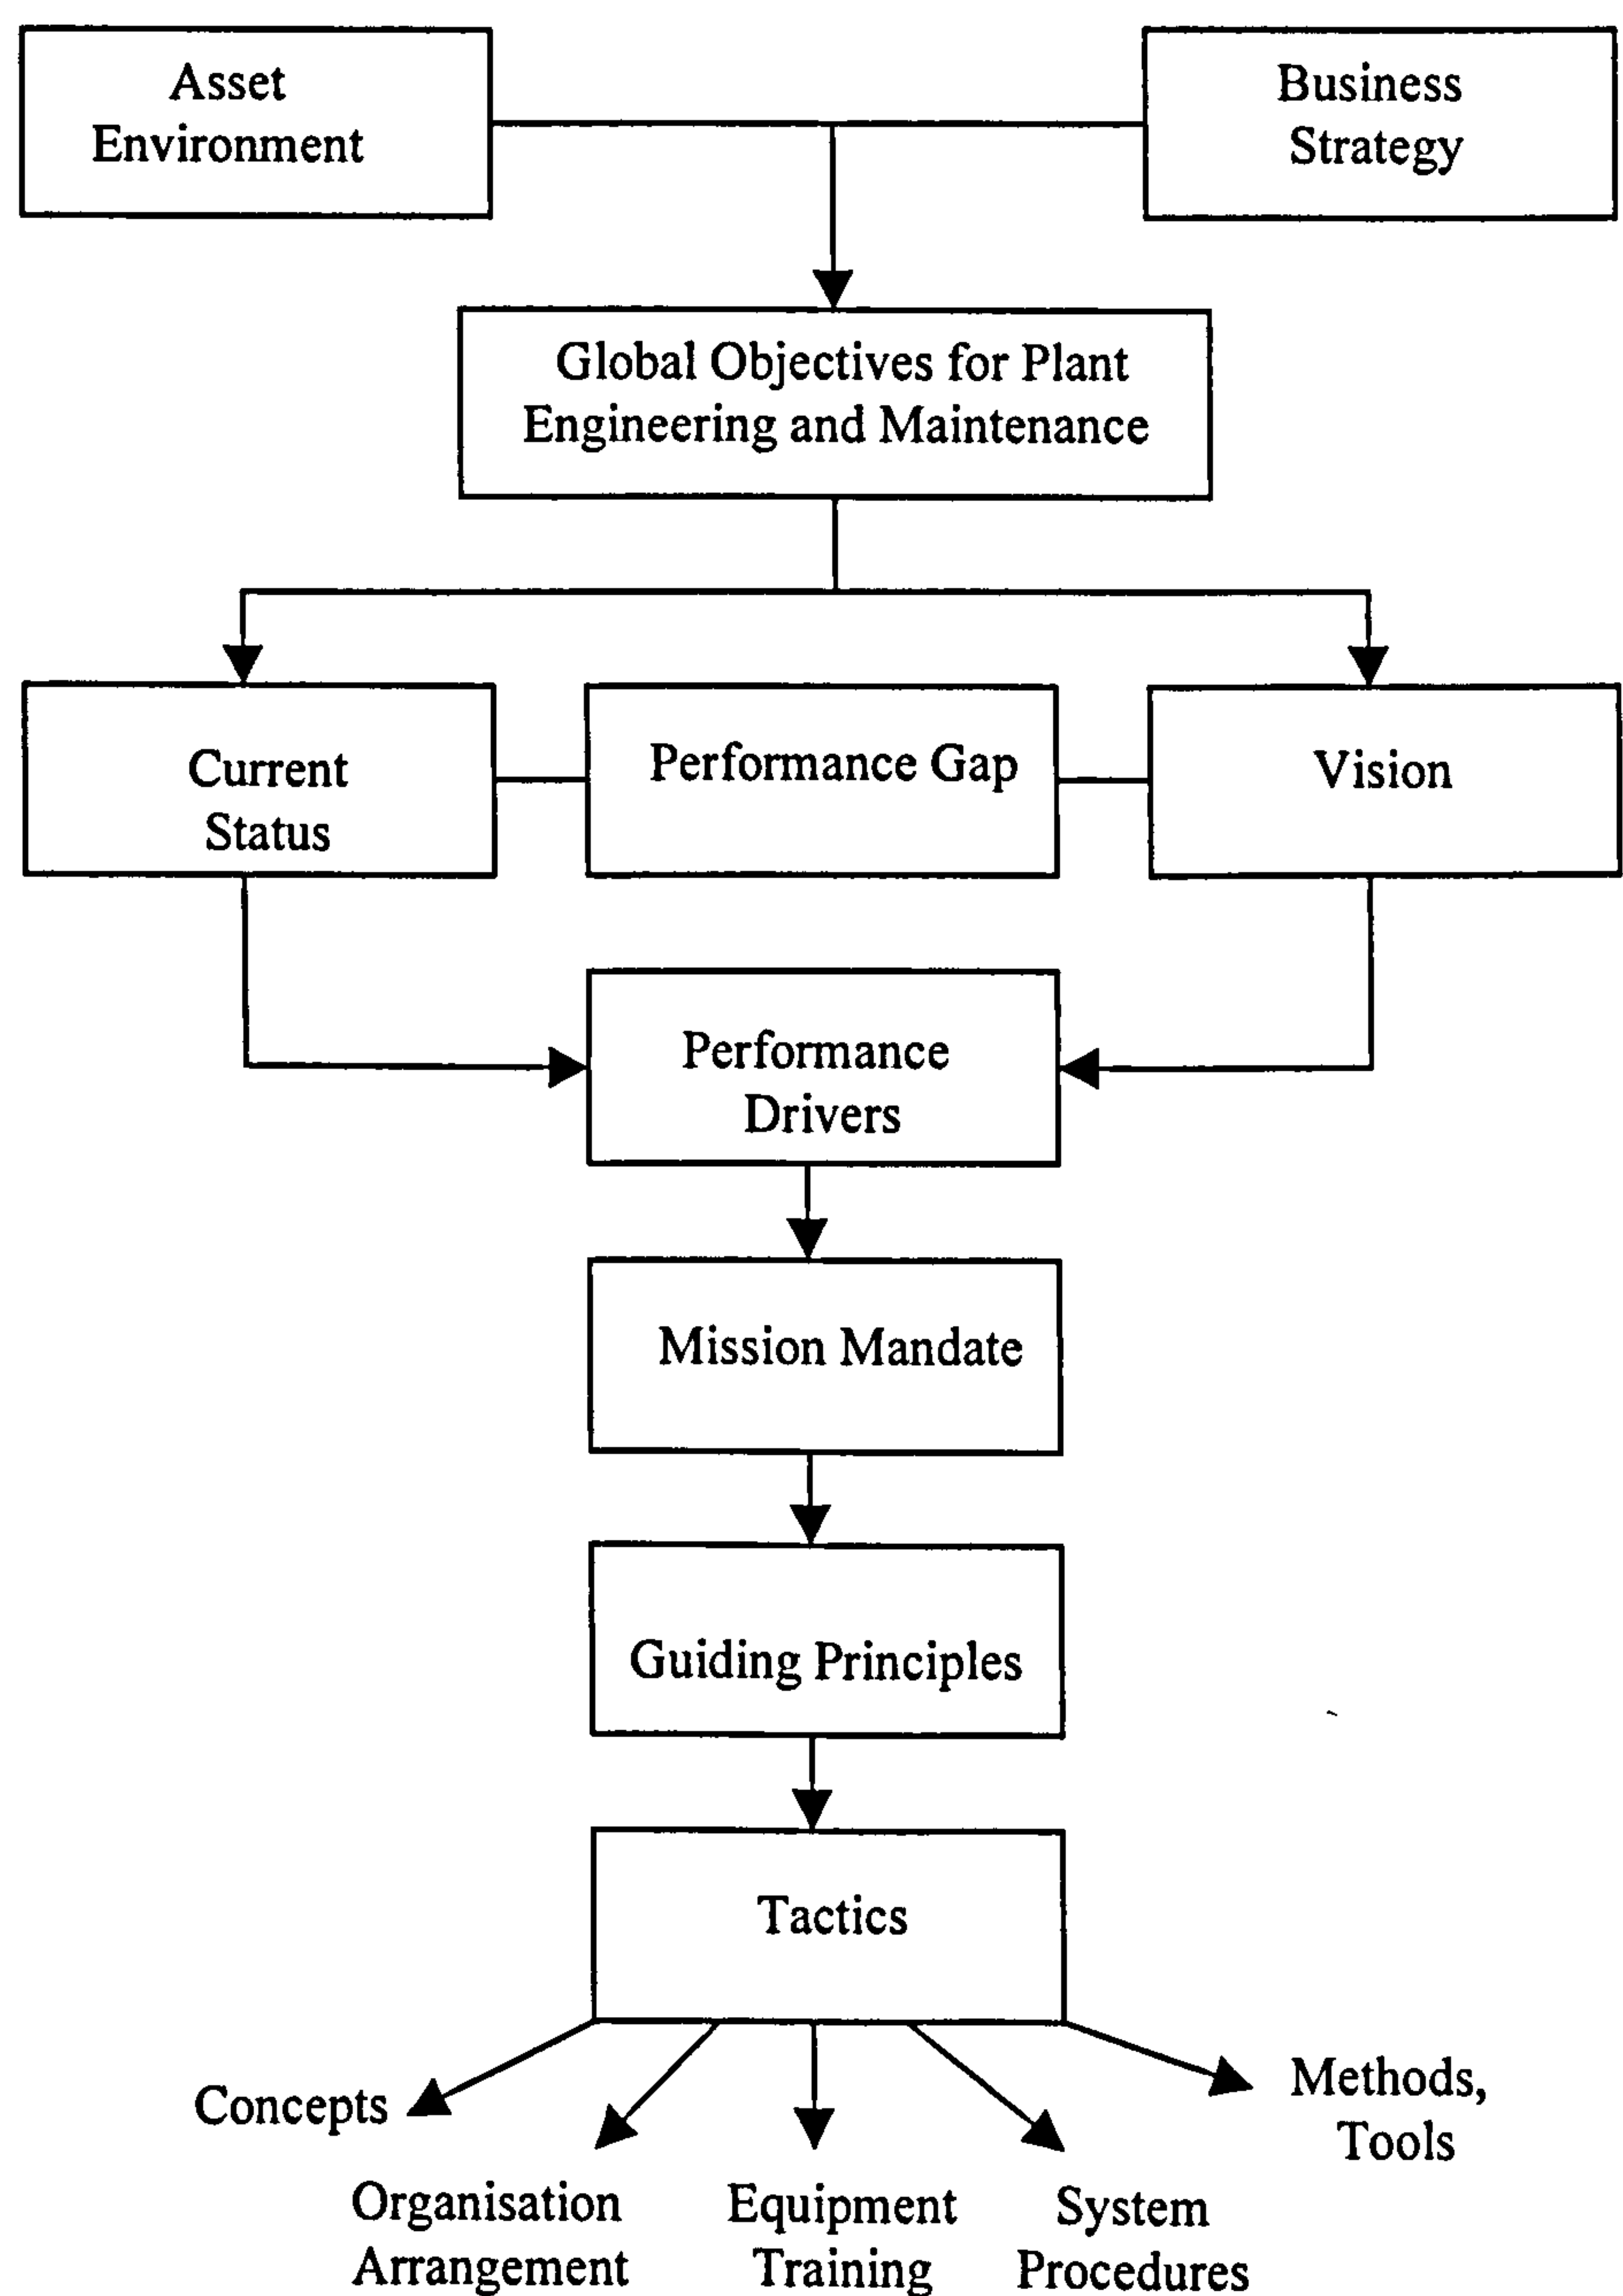 Asset
Environment
Business
Strategy
Global Objectives for Plant
Engineering and Maintenance
Current
Status
Performance Gap
Vision
Performance
Drivers
Mission Mandate
Guiding Principles
Tactics
Concepts
Organisation
Arrangement
Equipment
Training
System
Procedures
Methods,
Tools